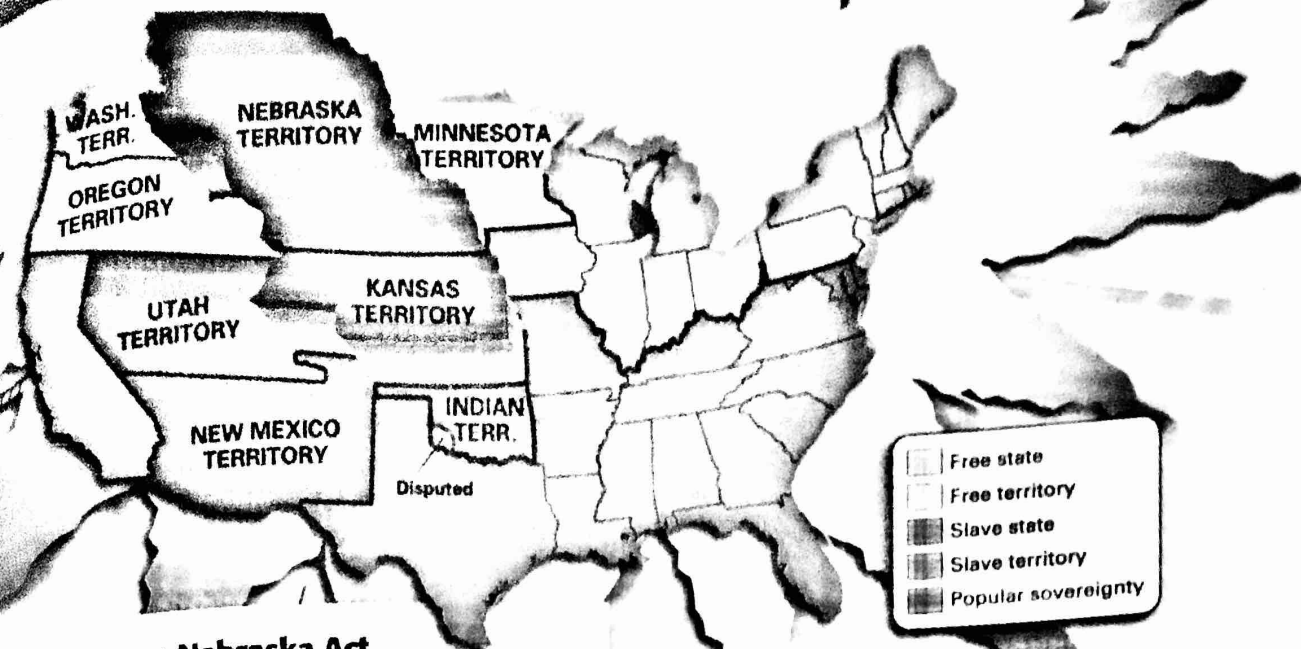 WASH.
TERR.
NEBRASKA
TERRITORY
MINNESOTA
TERRITORY
OREGON
TERRITORY
UTAH
TERRITORY
KANSAS
TERRITORY
NEW MEXICO
TERRITORY
INDIAN
TERR.
Disputed
Free state
Free territory
Slave state
Slave territory
Popular sovereignty
Nebraska Act